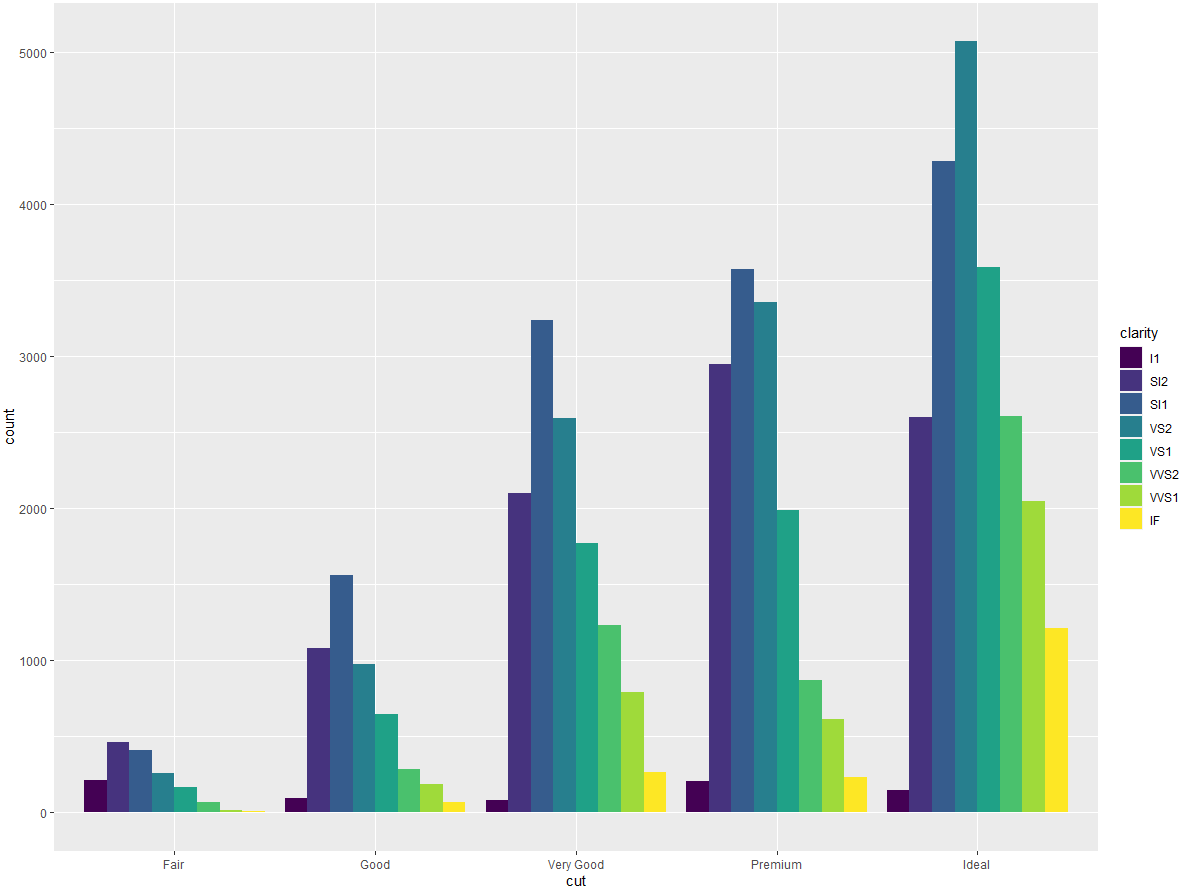 5000
4000
3000
2000
1000
0
count
Fair Good Very Good Premium Ideal
cut
clarity
I1
SI2
SI1
VS2
VS1
VVS2
VVS1
IF